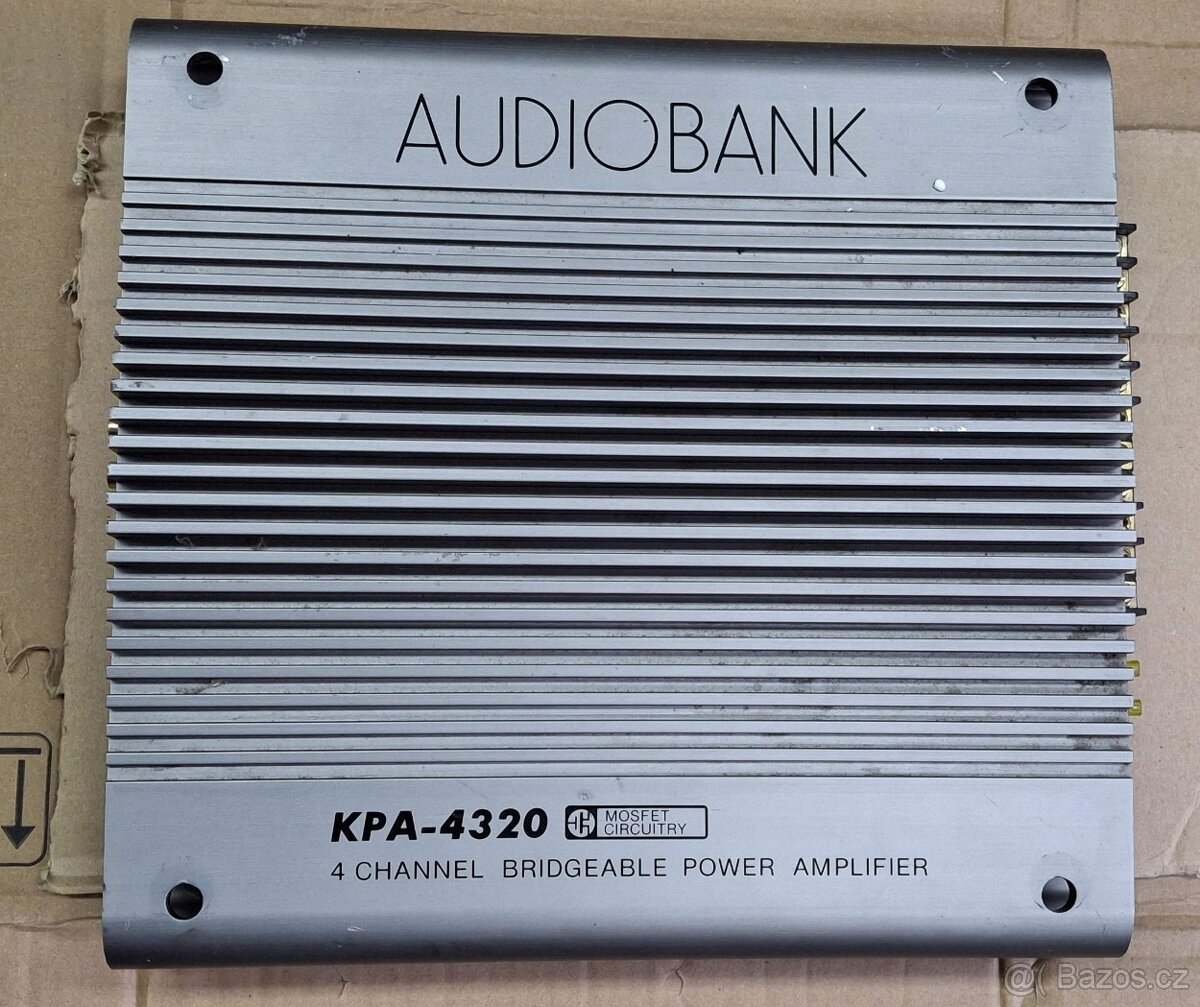 AUDIOBANK
KPA-4320 MOSFET
CIRCUITRY
4 CHANNEL BRIDGEABLE POWER AMPLIFIER
@( Bazos.cz